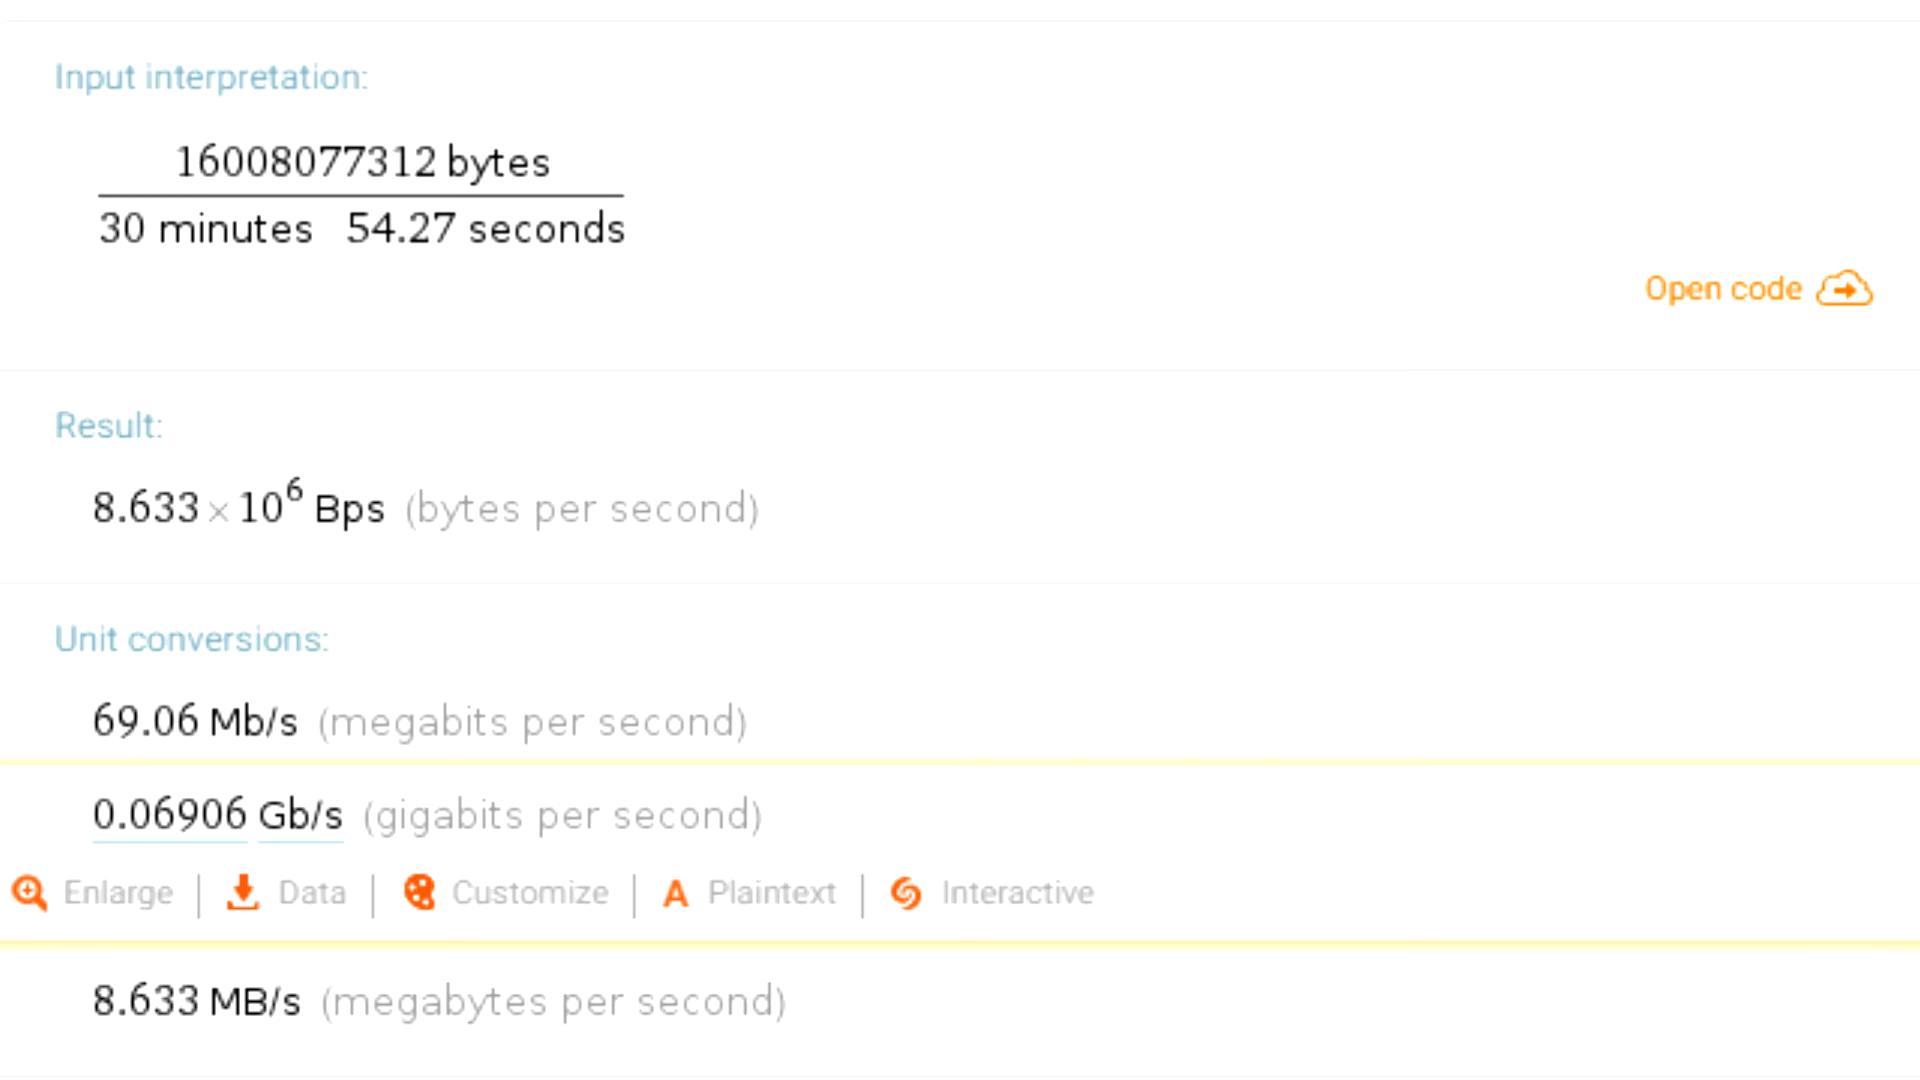 Input interpretation:
16008077312 bytes
30 minutes 54.27 seconds
Open code
Result:
8.633 × 10⁶ Bps (bytes per second)
Unit conversions:
69.06 Mb/s (megabits per second)
0.06906 Gb/s (gigabits per second)
Enlarge | Data | Customize | A Plaintext | Interactive
8.633 MB/s (megabytes per second)